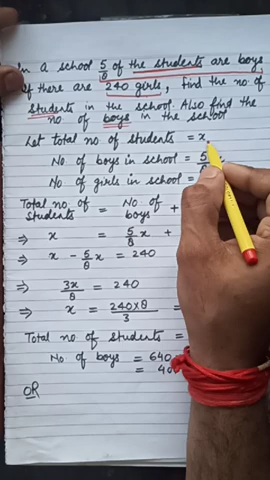 In a school 5/8 of the students are boys
if there are 240 girls, find the no of
students in the school. Also find the
no of boys in the school
Let total no of students = x
No of boys in school = 5/8
No of girls in school =
Total no of students = No of boys +
⇒ x = 5/8 x +
⇒ x - 5/8 x = 240
⇒ 3x/8 = 240
⇒ x = 240×8/3 =
Total no of students =
No of boys = 640
= 40
OR